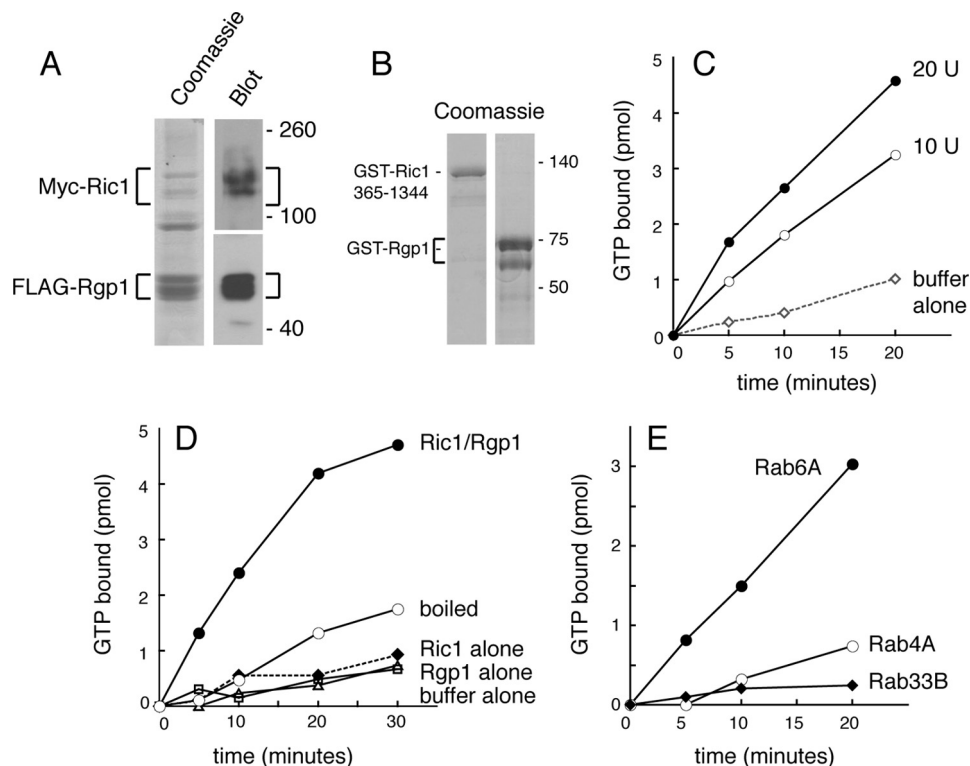 A
Coomassie
Blot
- 260
Myc-Ric1
- 100
FLAG-Rgp1
- 40
B
Coomassie
GST-Ric1 -
365-1344
- 140
GST-Rgp1
- 75
- 50
C
GTP bound (pmol)
5
4
3
2
1
0
0
5
10
15
20
time (minutes)
20 U
10 U
buffer
alone
D
GTP bound (pmol)
5
4
3
2
1
0
0
10
20
30
time (minutes)
Ric1/Rgp1
boiled
Ric1 alone
Rgp1 alone
buffer alone
E
GTP bound (pmol)
3
2
1
0
0
5
10
15
20
time (minutes)
Rab6A
Rab4A
Rab33B